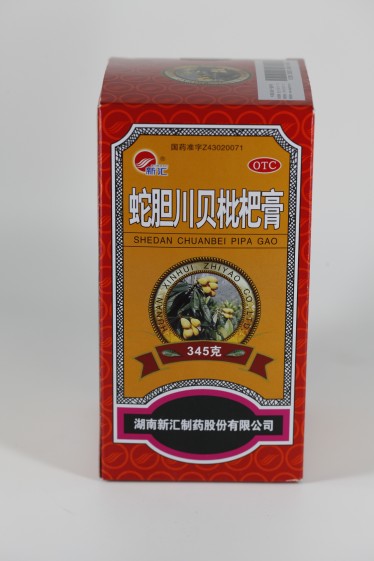 国药准字Z43020071
®
新汇
OTC
蛇胆川贝枇杷膏
SHEDAN CHUANBEI PIPA GAO
HUNAN XINHUI ZHIYAO CO.,LTD
345克
湖南新汇制药股份有限公司